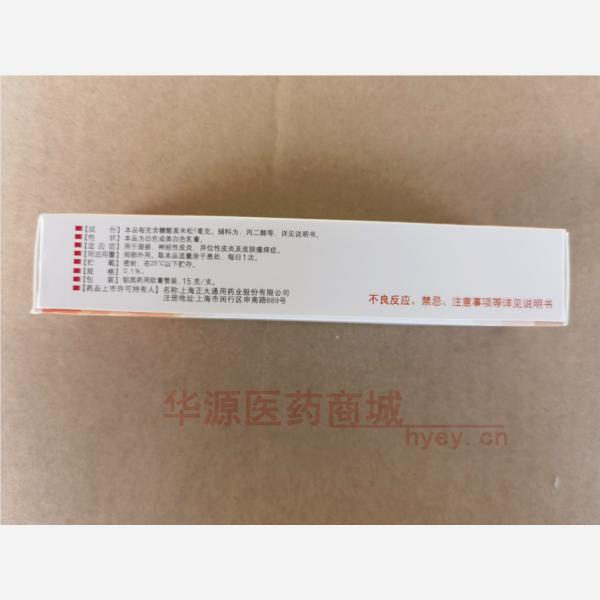 【成 份】本品每克含糠酸莫米松1毫克。辅料为:丙二醇等,详见说明书。
【性 状】本品为白色或类白色乳膏。
【适 应 症】用于湿疹、神经性皮炎、异位性皮炎及皮肤瘙痒症。
【用法用量】局部外用。取本品适量涂于患处,每日1次。
【贮 藏】密封,在25℃以下贮存。
【规 格】0.1%。
【包 装】铝质药用软膏管装,15克/支。
【药品上市许可持有人】名称:上海正大通用药业股份有限公司
注册地址:上海市闵行区申南路889号
不良反应、禁忌、注意事项等详见说明书
华源医药商城
hyey.cn